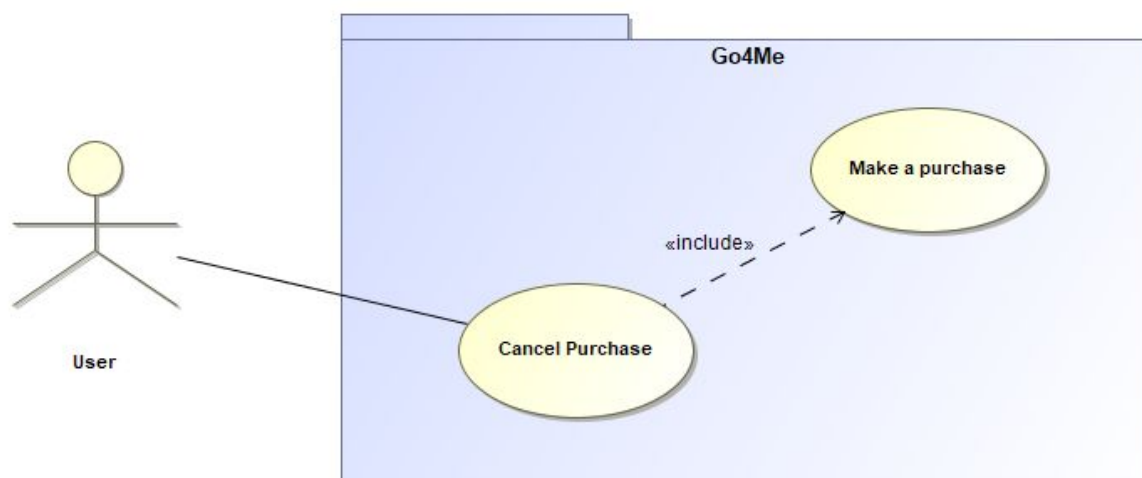 Go4Me
Make a purchase
«include»
Cancel Purchase
User